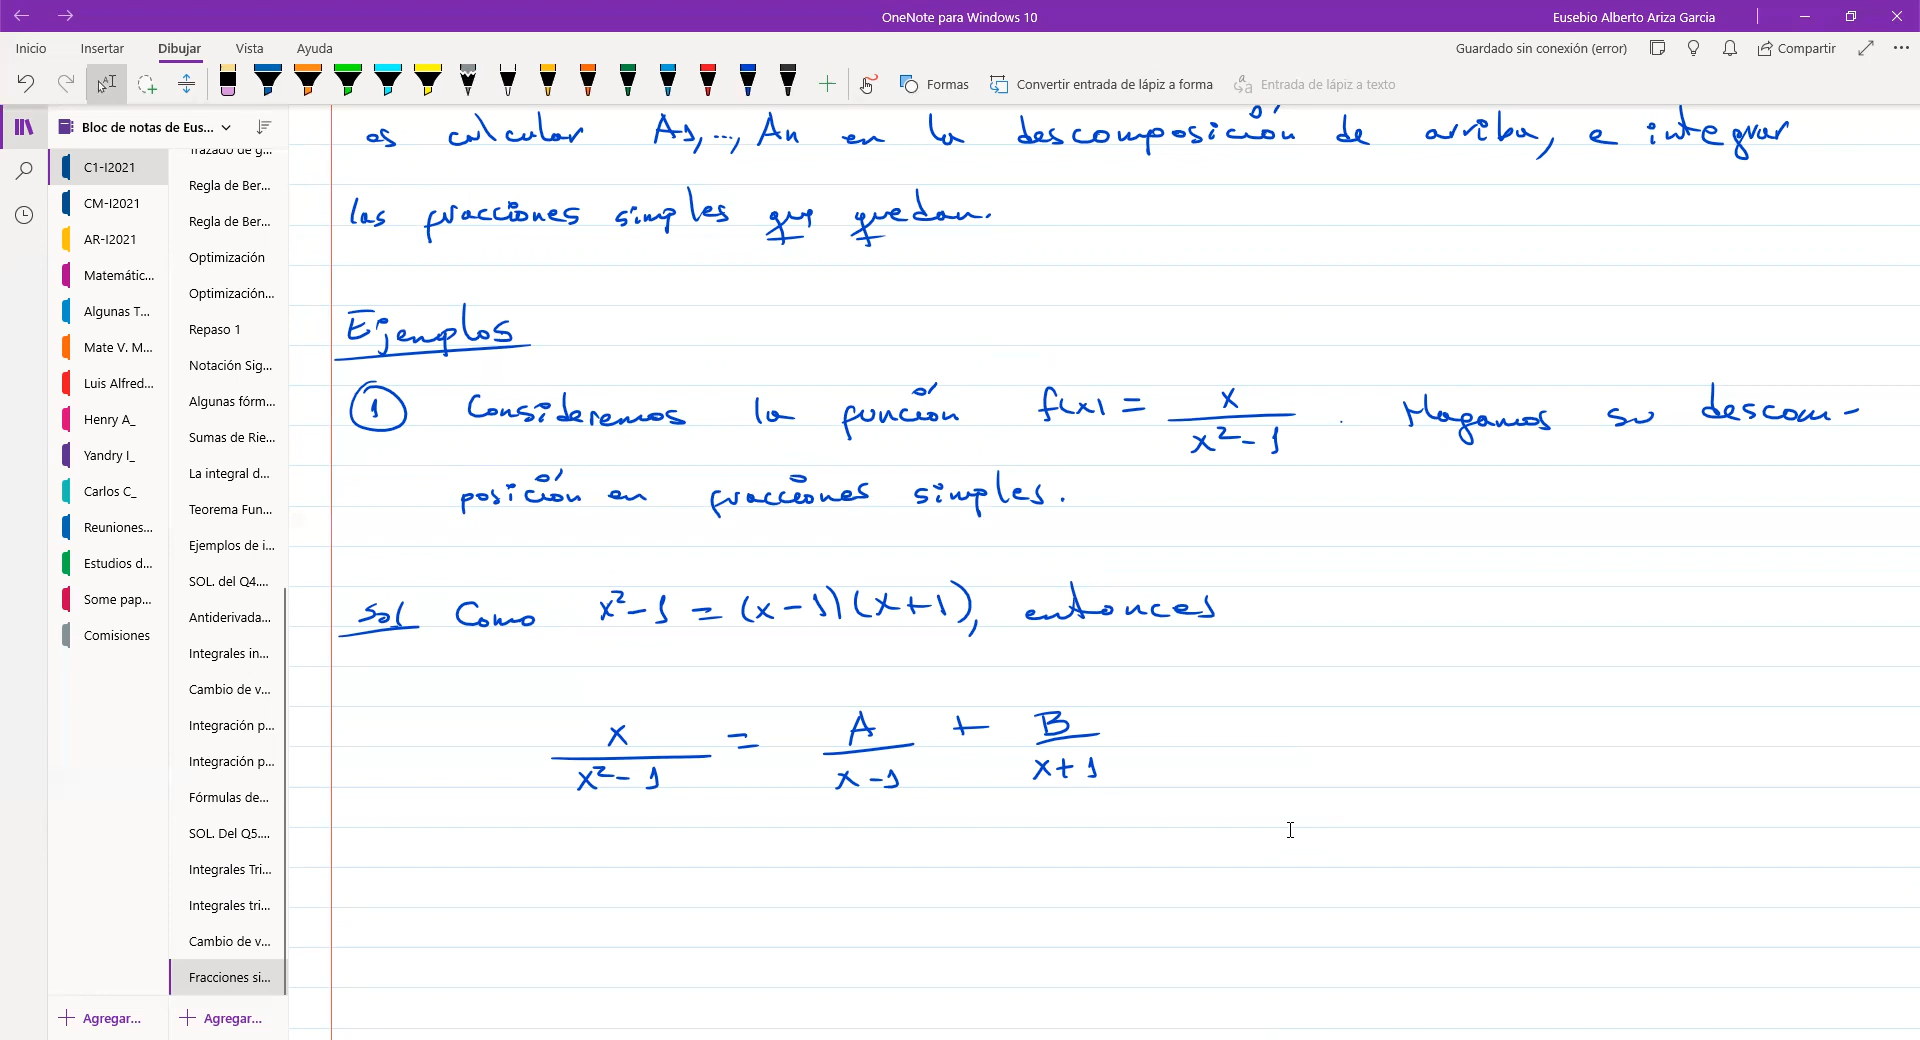 OneNote para Windows 10
Eusebio Alberto Ariza Garcia
Inicio Insertar Dibujar Vista Ayuda
Guardado sin conexión (error) Compartir
Formas Convertir entrada de lápiz a forma Entrada de lápiz a texto
Bloc de notas de Eus...
C1-I2021
CM-I2021
AR-I2021
Matemátic...
Algunas T...
Mate V. M...
Luis Alfred...
Henry A_
Yandry I_
Carlos C_
Reuniones...
Estudios d...
Some pap...
Comisiones
Agregar...
Trazado de g...
Regla de Ber...
Regla de Ber...
Optimización
Optimización...
Repaso 1
Notación Sig...
Algunas fórm...
Sumas de Rie...
La integral d...
Teorema Fun...
Ejemplos de i...
SOL. del Q4....
Antiderivada...
Integrales in...
Cambio de v...
Integración p...
Integración p...
Fórmulas de...
SOL. Del Q5....
Integrales Tri...
Integrales tri...
Cambio de v...
Fracciones si...
Agregar...
es calcular A1,..., An en la descomposición de arriba, e integrar
las fracciones simples que quedan.
Ejemplos
1 Consideremos la función f(x) = x / (x² - 1). Hagamos su descom-
posición en fracciones simples.
Sol Como x² - 1 = (x - 1)(x + 1), entonces
x / (x² - 1) = A / (x - 1) + B / (x + 1)